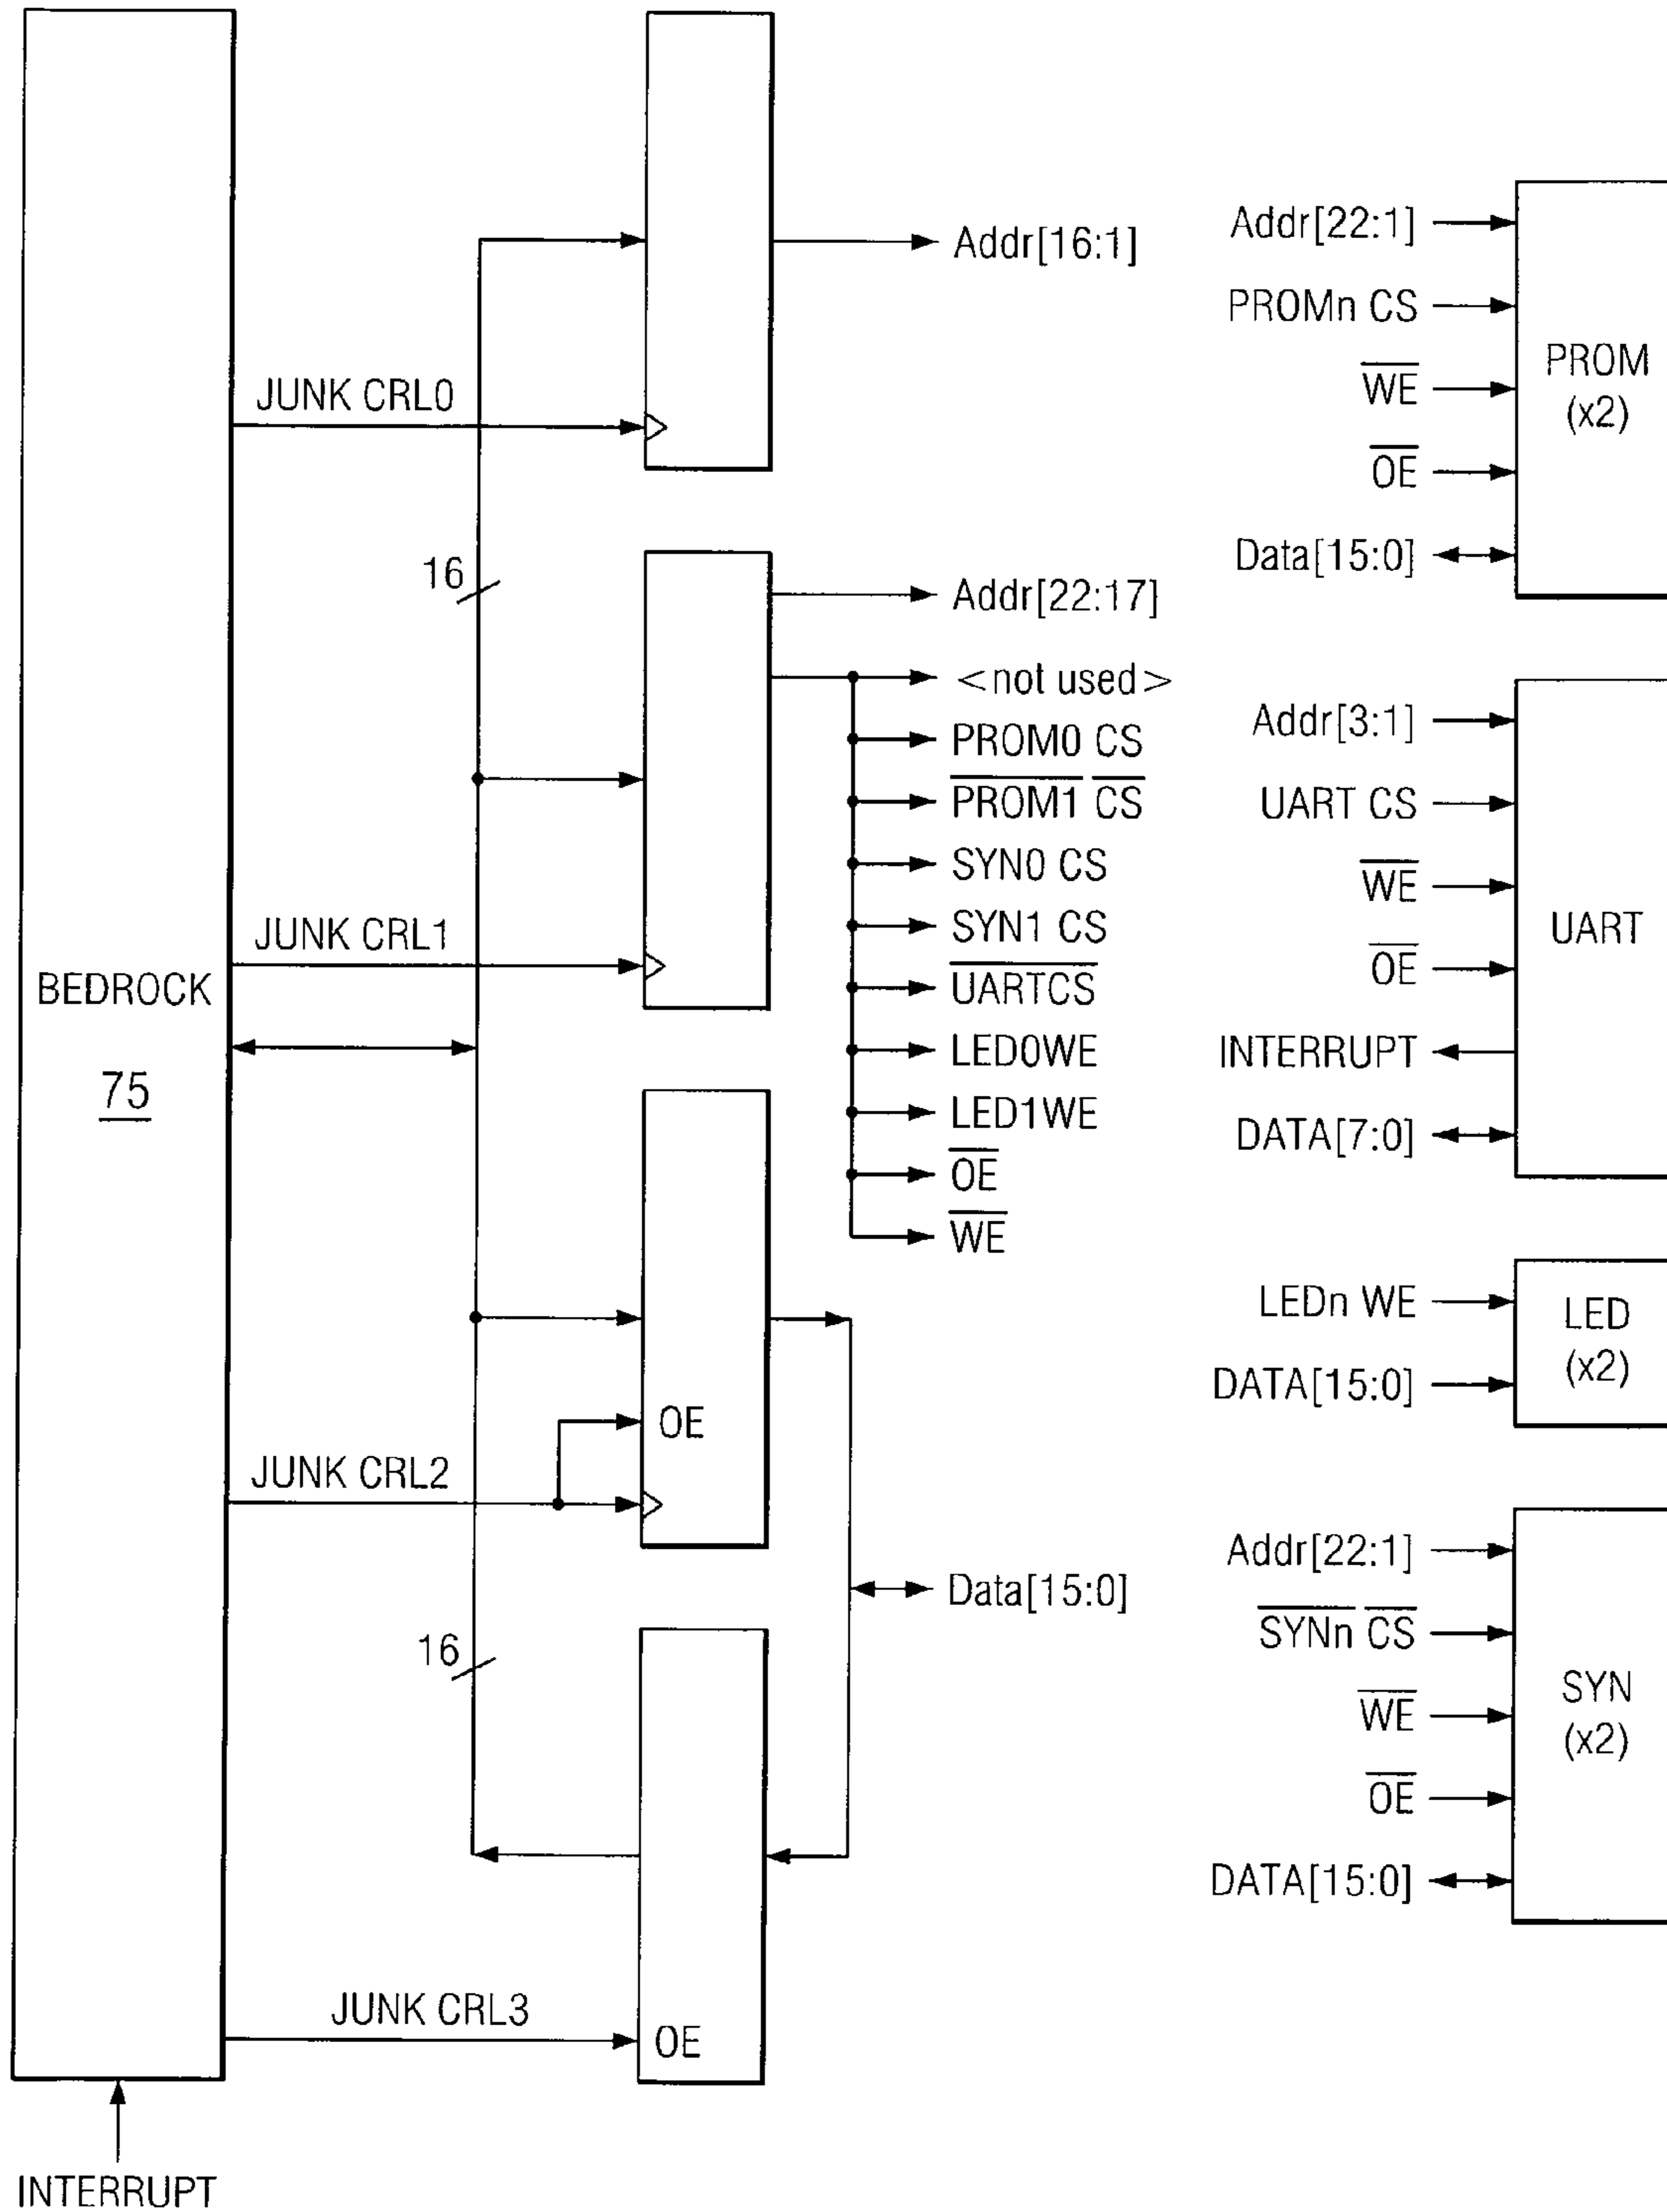 BEDROCK
75
INTERRUPT
JUNK CRL0
16
JUNK CRL1
JUNK CRL2
OE
16
JUNK CRL3
OE
Addr[16:1]
Addr[22:17]
<not used>
PROM0 CS
PROM1 CS
SYN0 CS
SYN1 CS
UARTCS
LED0WE
LED1WE
OE
WE
Data[15:0]
Addr[22:1]
PROMn CS
WE
OE
Data[15:0]
PROM
(x2)
Addr[3:1]
UART CS
WE
OE
INTERRUPT
DATA[7:0]
UART
LEDn WE
DATA[15:0]
LED
(x2)
Addr[22:1]
SYNn CS
WE
OE
DATA[15:0]
SYN
(x2)